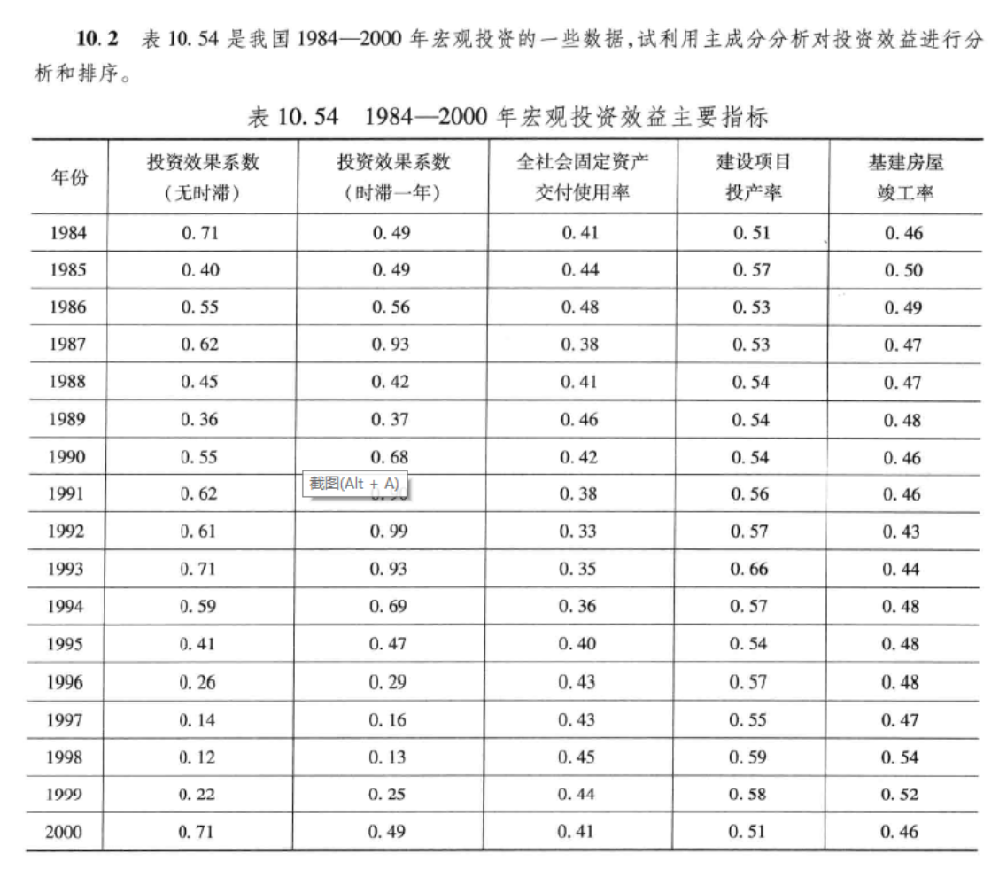 10.2 表 10.54 是我国 1984—2000 年宏观投资的一些数据,试利用主成分分析对投资效益进行分
析和排序。
表 10.54 1984—2000 年宏观投资效益主要指标
年份 投资效果系数 (无时滞) 投资效果系数 (时滞一年) 全社会固定资产 交付使用率 建设项目 投产率 基建房屋 竣工率
1984 0.71 0.49 0.41 0.51 0.46
1985 0.40 0.49 0.44 0.57 0.50
1986 0.55 0.56 0.48 0.53 0.49
1987 0.62 0.93 0.38 0.53 0.47
1988 0.45 0.42 0.41 0.54 0.47
1989 0.36 0.37 0.46 0.54 0.48
1990 0.55 0.68 0.42 0.54 0.46
截图(Alt + A)
1991 0.62 0.38 0.56 0.46
1992 0.61 0.99 0.33 0.57 0.43
1993 0.71 0.93 0.35 0.66 0.44
1994 0.59 0.69 0.36 0.57 0.48
1995 0.41 0.47 0.40 0.54 0.48
1996 0.26 0.29 0.43 0.57 0.48
1997 0.14 0.16 0.43 0.55 0.47
1998 0.12 0.13 0.45 0.59 0.54
1999 0.22 0.25 0.44 0.58 0.52
2000 0.71 0.49 0.41 0.51 0.46